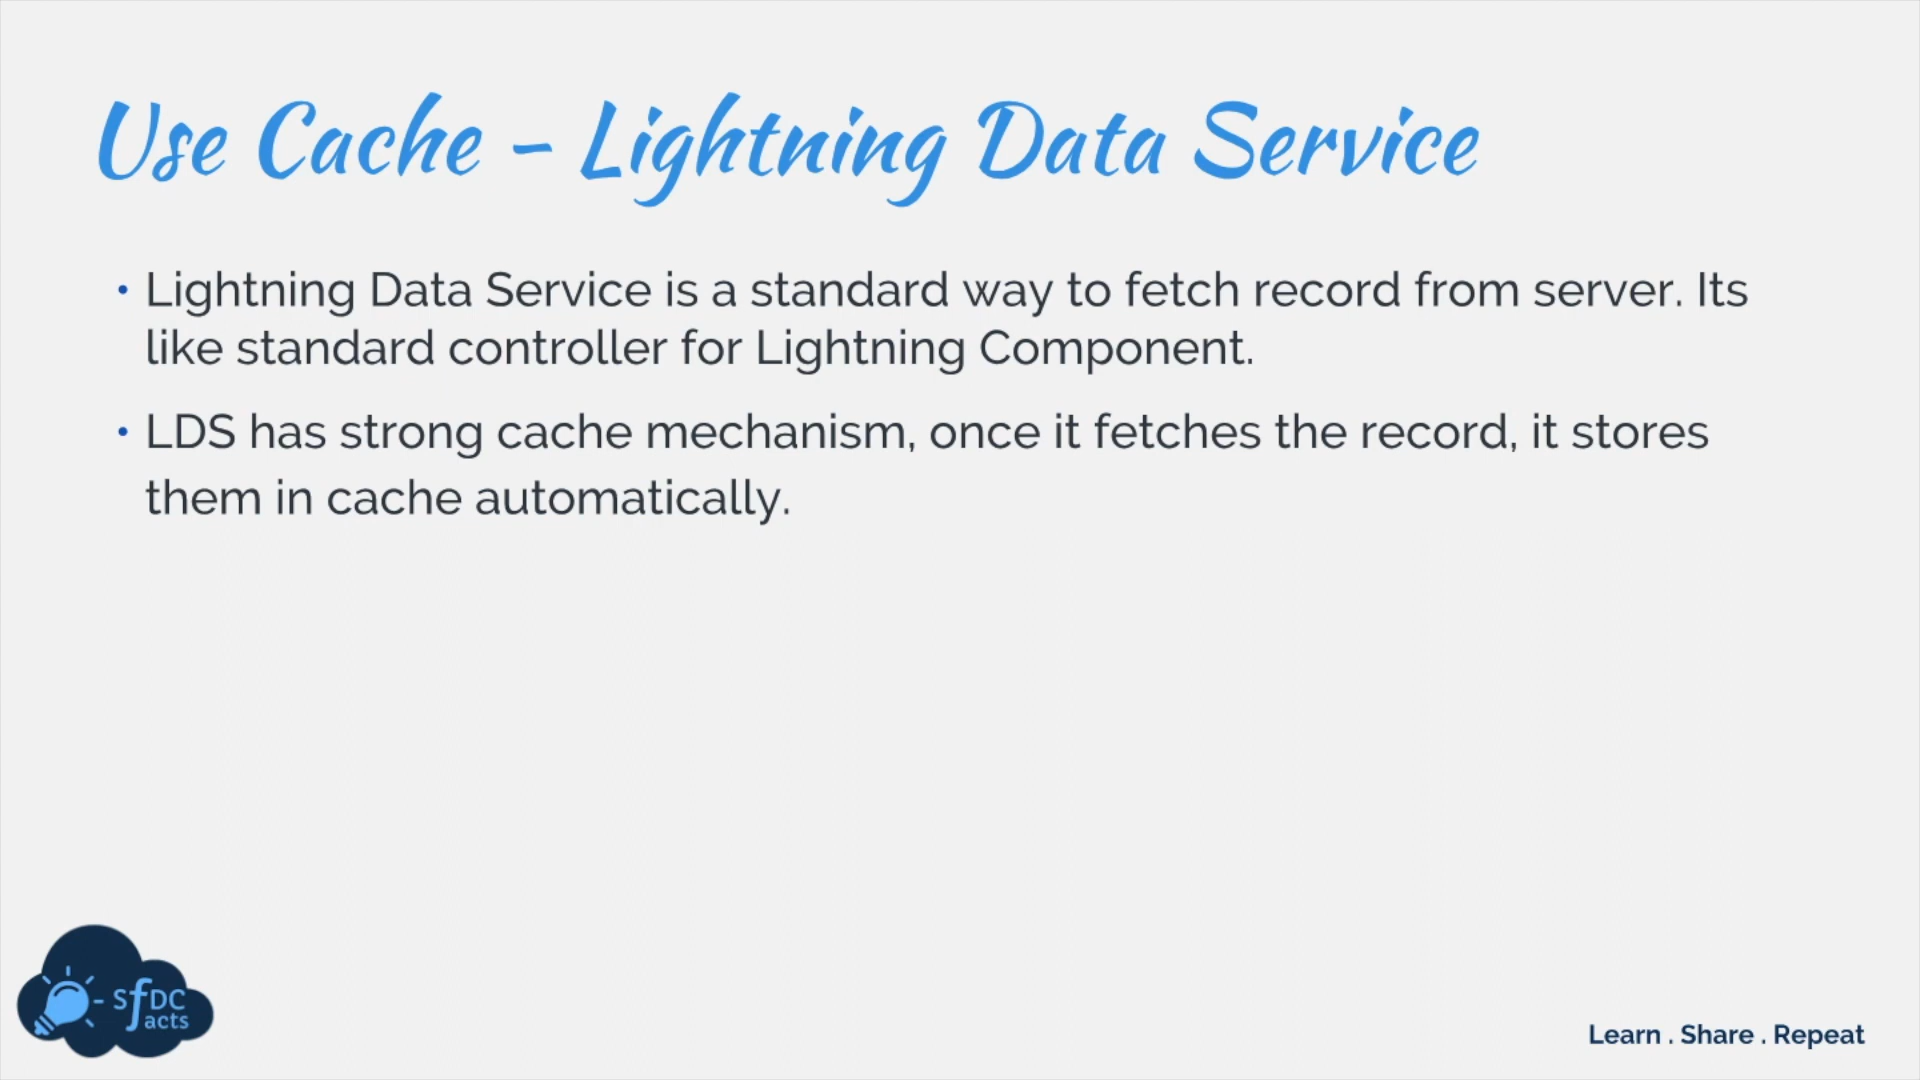 Use Cache - Lightning Data Service
• Lightning Data Service is a standard way to fetch record from server. Its
like standard controller for Lightning Component.
• LDS has strong cache mechanism, once it fetches the record, it stores
them in cache automatically.
- SfDC
acts
Learn . Share . Repeat